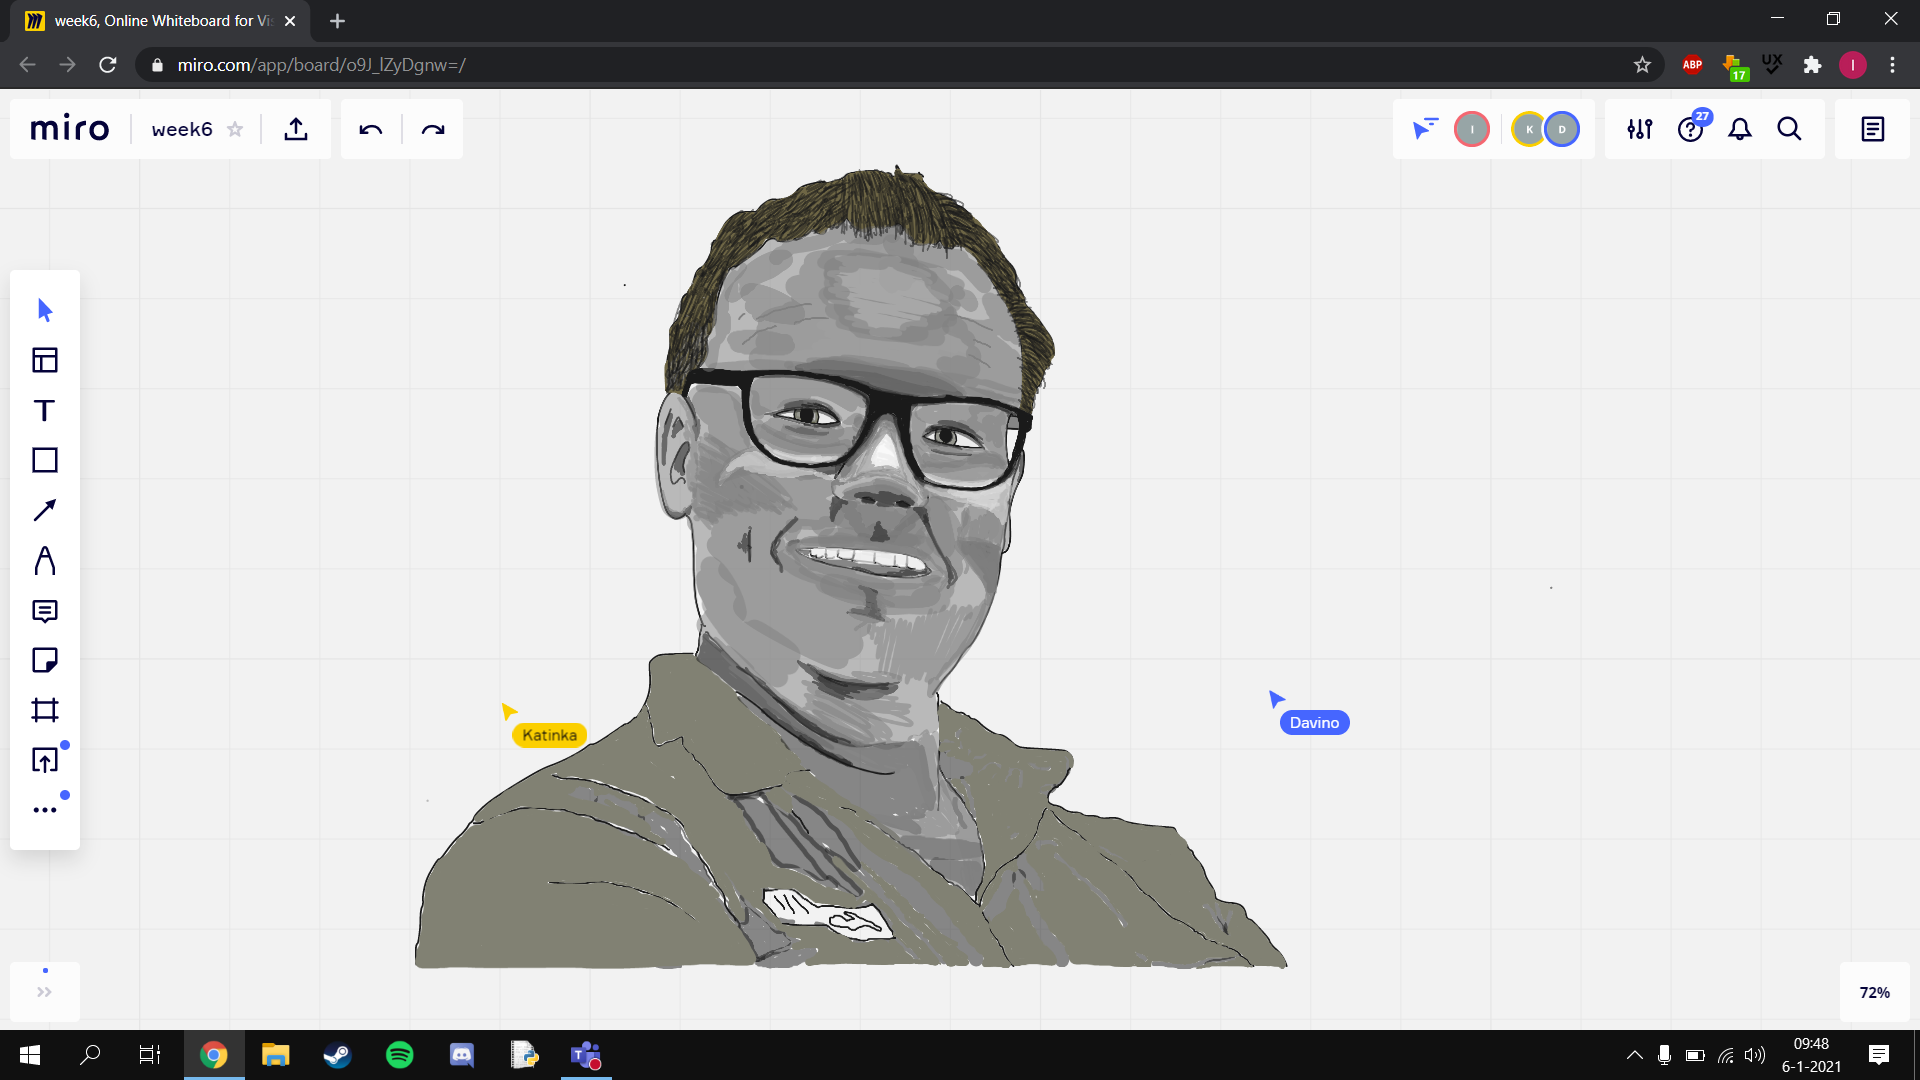 week6, Online Whiteboard for Vis
miro.com/app/board/o9J_lZyDgnw=/
ABP
17
UX
I
miro
week6
I
K
D
27
T
Katinka
Davino
72%
T
09:48
6-1-2021